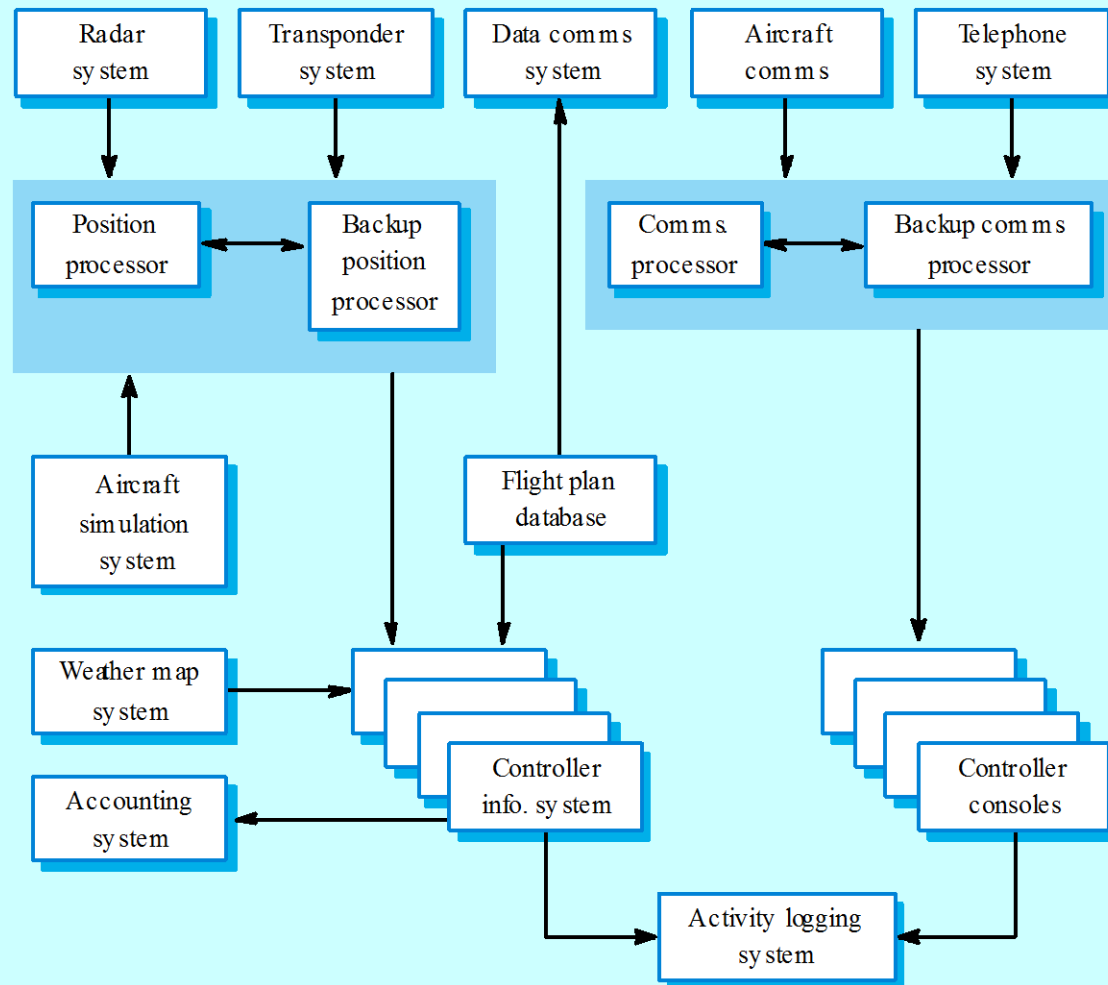 Radar
system
Transponder
system
Data comms
system
Aircraft
comms
Telephone
system
Position
processor
Backup
position
processor
Comms.
processor
Backup comms
processor
Aircraft
simulation
system
Flight plan
database
Weather map
system
Accounting
system
Controller
info. system
Controller
consoles
Activity logging
system